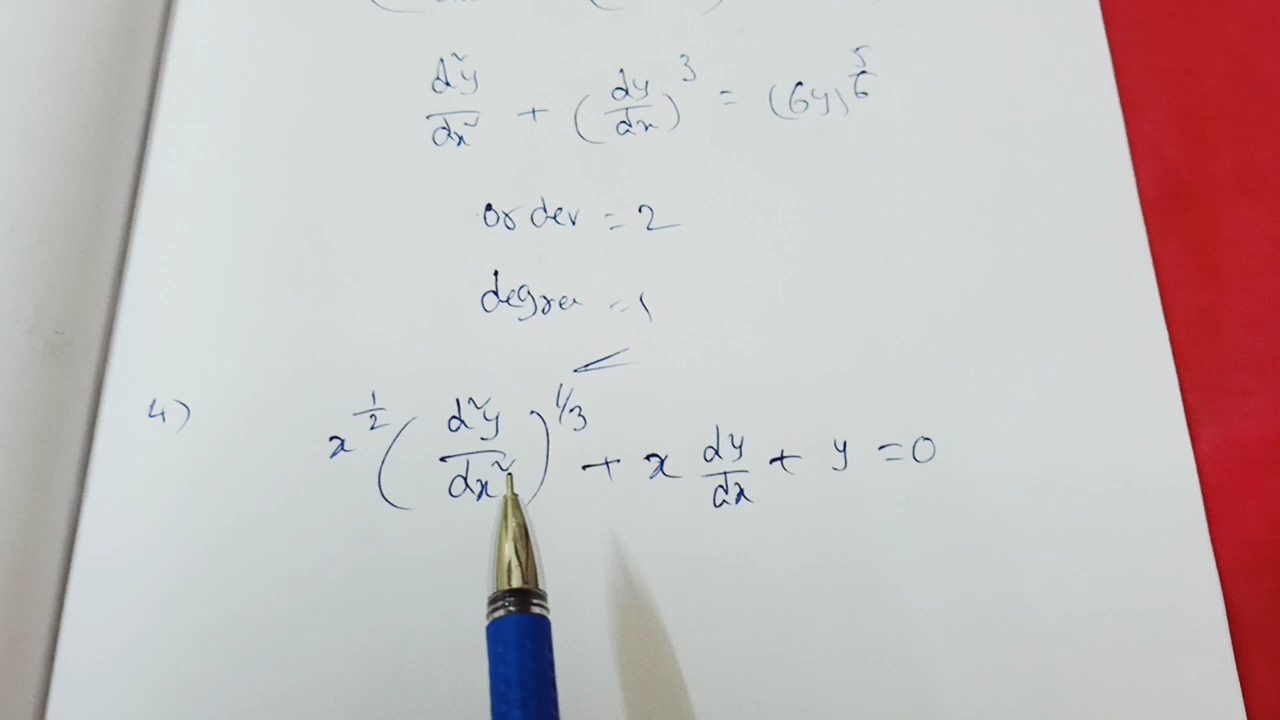 d²y/dx² + (dy/dx)³ = (6y)^5/6
order = 2
degree = 1
4) x^1/2 (d²y/dx²)^1/3 + x dy/dx + y = 0